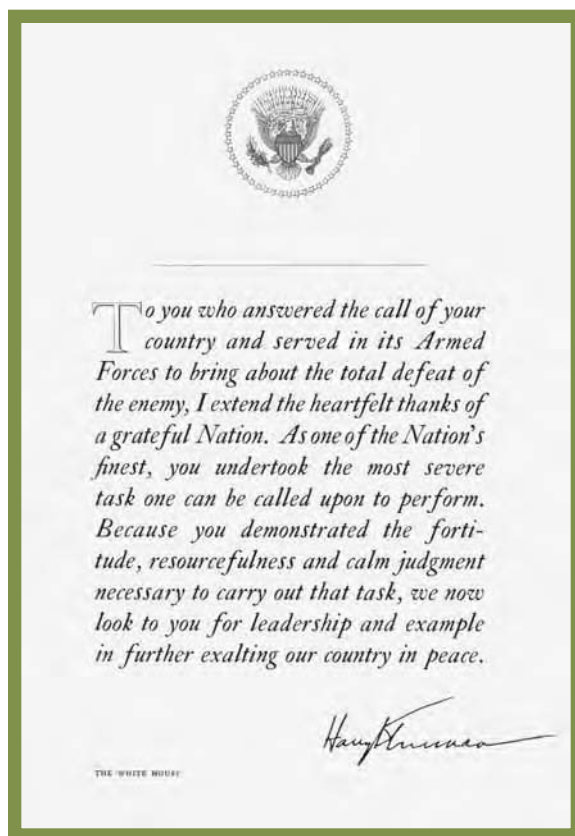 To you who answered the call of your
country and served in its Armed
Forces to bring about the total defeat of
the enemy, I extend the heartfelt thanks of
a grateful Nation. As one of the Nation's
finest, you undertook the most severe
task one can be called upon to perform.
Because you demonstrated the forti-
tude, resourcefulness and calm judgment
necessary to carry out that task, we now
look to you for leadership and example
in further exalting our country in peace.
Harry S Truman
THE WHITE HOUSE